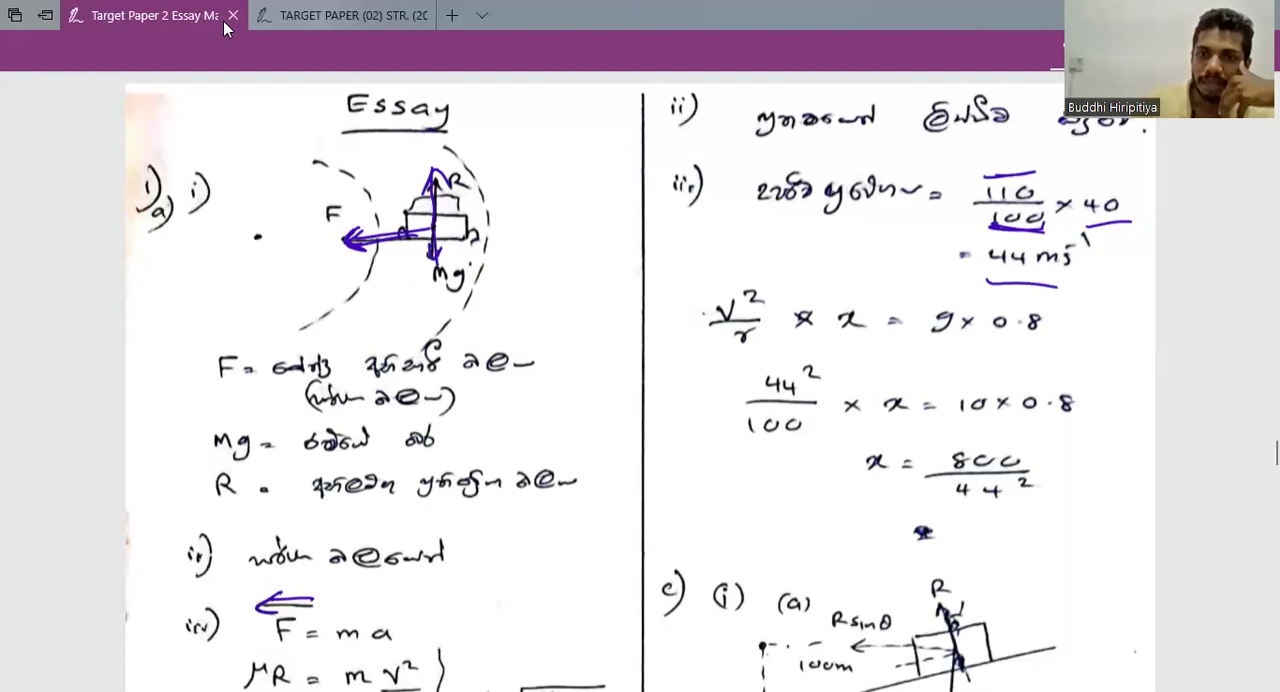 Target Paper 2 Essay Ma
TARGET PAPER (02) STR. (20
Buddhi Hiripitiya
Essay
1) a) i)
R
F
Mg
F = කේන්ද්‍ර අභිසාරී බලය
(ඝර්ෂණ බලය)
Mg = රථයේ බර
R = අභිලම්භ ප්‍රතික්‍රියා බලය
ii) ඝර්ෂණ බලයෙන්
iv)
F = ma
μR = m v²
ii)
iii) උපරිම ප්‍රවේගය = 110/100 × 40
= 44 ms⁻¹
v²/r × x = g × 0.8
44²/100 × x = 10 × 0.8
x = 800/44²
c) (i) (a)
R
R sinθ
100m